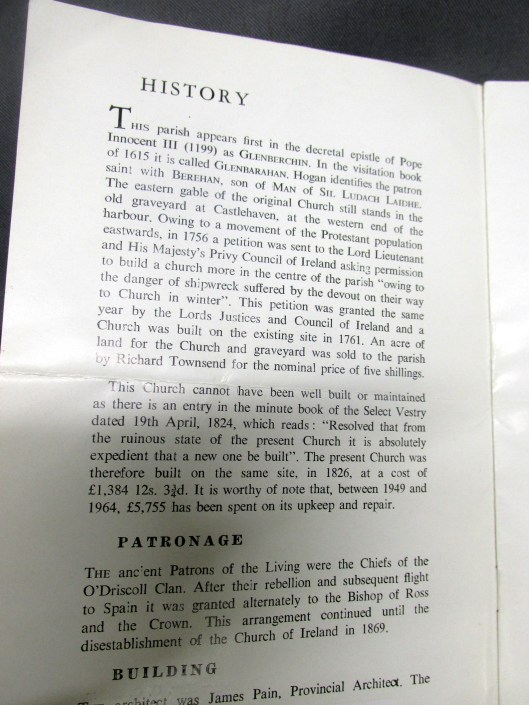 HISTORY
THIS parish appears first in the decretal epistle of Pope
Innocent III (1199) as GLENBERCHIN. In the visitation book
of 1615 it is called GLENBARAHAN. Hogan identifies the patron
saint with BEREHAN, son of MAN of SIL LUDACH LAIDHE.
The eastern gable of the original Church still stands in the
old graveyard at Castlehaven, at the western end of the
harbour. Owing to a movement of the Protestant population
eastwards, in 1756 a petition was sent to the Lord Lieutenant
and His Majesty's Privy Council of Ireland asking permission
to build a church more in the centre of the parish "owing to
the danger of shipwreck suffered by the devout on their way
to Church in winter". This petition was granted the same
year by the Lords Justices and Council of Ireland and a
Church was built on the existing site in 1761. An acre of
land for the Church and graveyard was sold to the parish
by Richard Townsend for the nominal price of five shillings.
This Church cannot have been well built or maintained
as there is an entry in the minute book of the Select Vestry
dated 19th April, 1824, which reads : "Resolved that from
the ruinous state of the present Church it is absolutely
expedient that a new one be built". The present Church was
therefore built on the same site, in 1826, at a cost of
£1,384 12s. 3¾d. It is worthy of note that, between 1949 and
1964, £5,755 has been spent on its upkeep and repair.
PATRONAGE
THE ancient Patrons of the Living were the Chiefs of the
O'Driscoll Clan. After their rebellion and subsequent flight
to Spain it was granted alternately to the Bishop of Ross
and the Crown. This arrangement continued until the
disestablishment of the Church of Ireland in 1869.
BUILDING
THE architect was James Pain, Provincial Architect. The